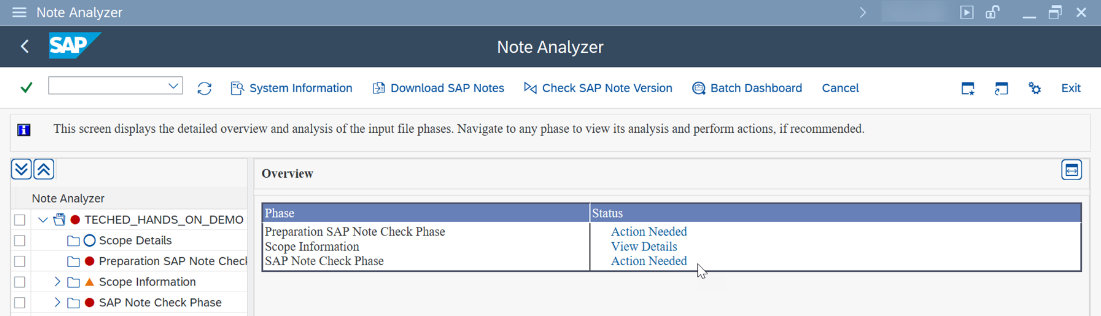 Note Analyzer
SAP
Note Analyzer
System Information
Download SAP Notes
Check SAP Note Version
Batch Dashboard
Cancel
Exit
This screen displays the detailed overview and analysis of the input file phases. Navigate to any phase to view its analysis and perform actions, if recommended.
Note Analyzer
TECHED_HANDS_ON_DEMO
Scope Details
Preparation SAP Note Check
Scope Information
SAP Note Check Phase
Overview
Phase Status
Preparation SAP Note Check Phase Action Needed
Scope Information View Details
SAP Note Check Phase Action Needed